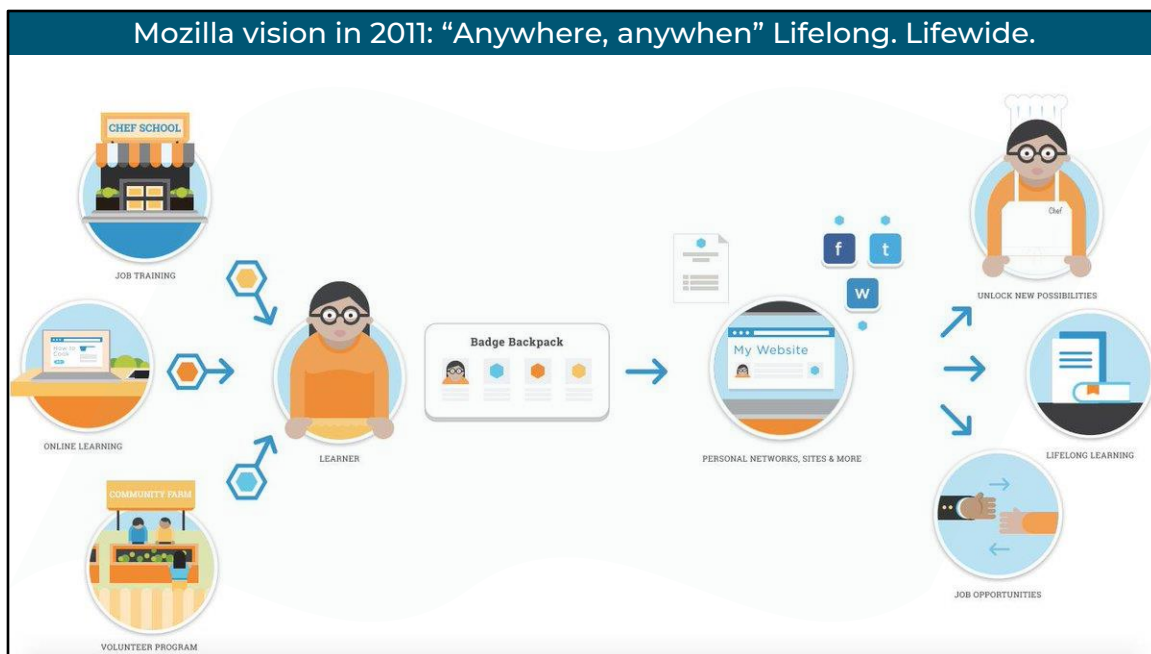 Mozilla vision in 2011: “Anywhere, anywhen” Lifelong. Lifewide.
CHEF SCHOOL
JOB TRAINING
How to
Cook
ONLINE LEARNING
COMMUNITY FARM
VOLUNTEER PROGRAM
LEARNER
Badge Backpack
f
t
w
My Website
PERSONAL NETWORKS, SITES & MORE
Chef
UNLOCK NEW POSSIBILITIES
LIFELONG LEARNING
JOB OPPORTUNITIES